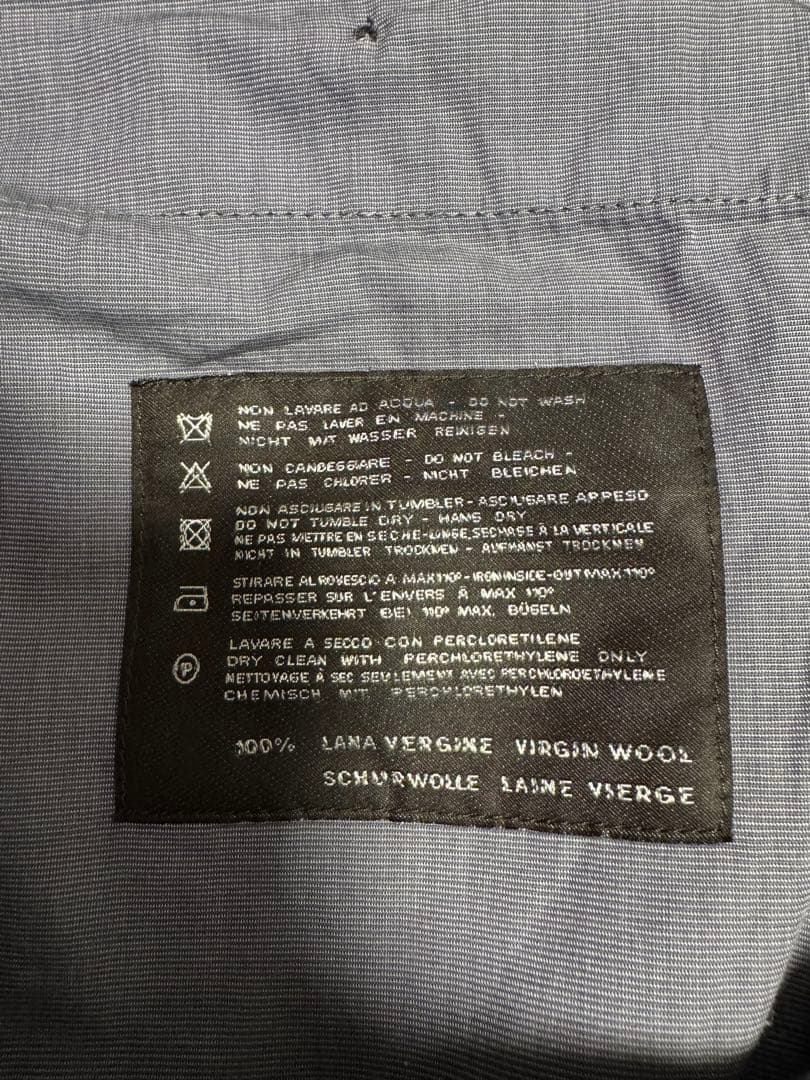 NON LAVARE AD ACQUA - DO NOT WASH
NE PAS LAVER EN MACHINE -
NICHT MIT WASSER REINIGEN
NON CANDEGGIARE - DO NOT BLEACH -
NE PAS CHLORER - NICHT BLEICHEN
NON ASCIUGARE IN TUMBLER - ASCIUGARE APPESO
DO NOT TUMBLE DRY - HANG DRY
NE PAS METTRE EN SECHE-LINGE, SECHAGE À LA VERTICALE
NICHT IN TUMBLER TROCKNEN - AUFHÄNGT TROCKNEN
STIRARE AL ROVESCIO A MAX 110° - IRON INSIDE-OUT MAX 110°
REPASSER SUR L'ENVERS À MAX 110°
SEITENVERKEHRT BEI 110° MAX. BÜGELN
P
LAVARE A SECCO CON PERCLORETILENE
DRY CLEAN WITH PERCHLORETHYLENE ONLY
NETTOYAGE À SEC SEULEMENT AVEC PERCHLOROETHYLENE
CHEMISCH MIT PERCHLORETHYLEN
100% LANA VERGINE VIRGIN WOOL
SCHURWOLLE LAINE VIERGE